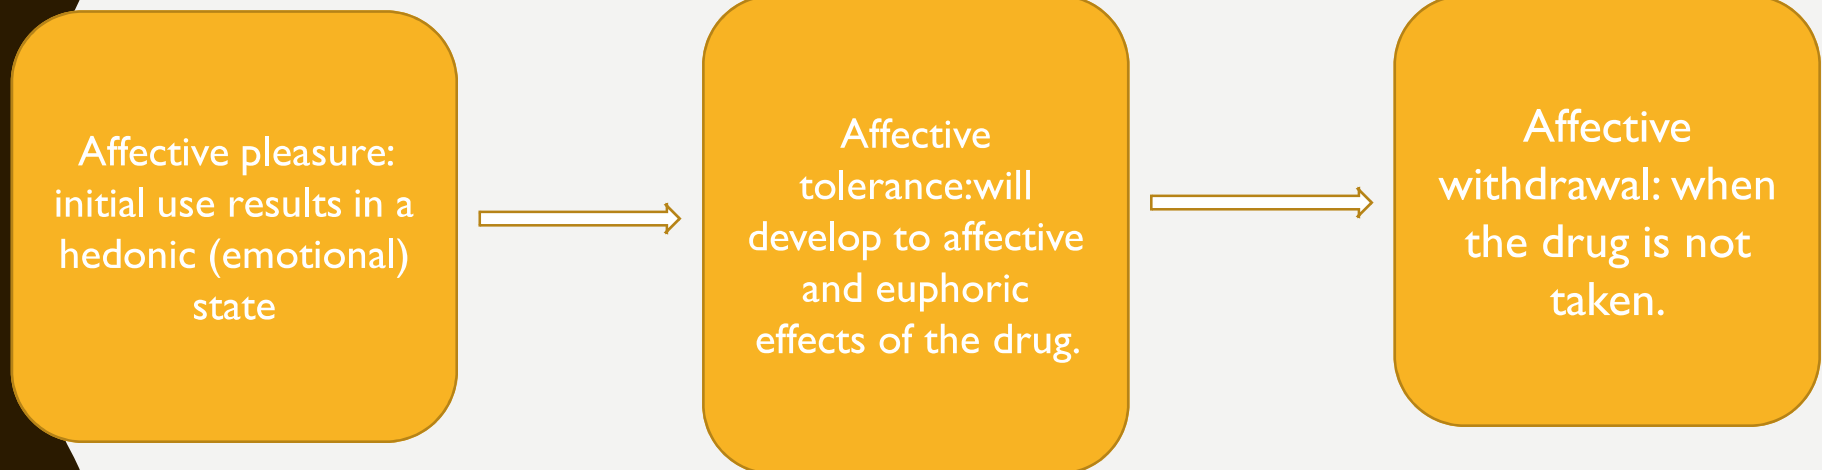 Affective pleasure:
initial use results in a
hedonic (emotional)
state
Affective
tolerance:will
develop to affective
and euphoric
effects of the drug.
Affective
withdrawal: when
the drug is not
taken.